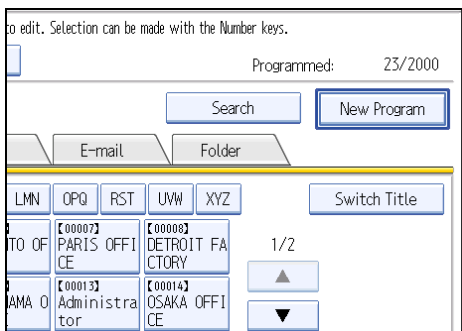 to edit. Selection can be made with the Number keys.
Programmed: 23/2000
Search New Program
E-mail Folder
LMN OPQ RST UVW XYZ Switch Title
【00007】 【00008】
TO OF PARIS OFFI DETROIT FA 1/2
CE CTORY
【00013】 【00014】
AMA O Administra OSAKA OFFI
tor CE